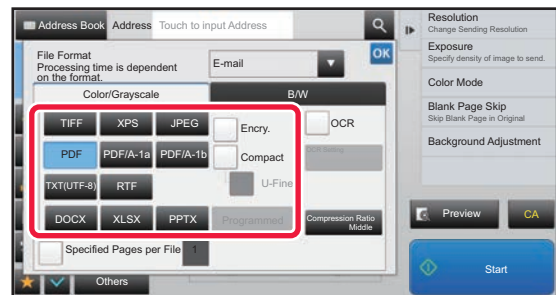 Address Book Address Touch to input Address
File Format
Processing time is dependent
on the format.
E-mail
OK
Color/Grayscale
B/W
TIFF XPS JPEG Encry. OCR
PDF PDF/A-1a PDF/A-1b Compact OCR Setting
TXT(UTF-8) RTF U-Fine
DOCX XLSX PPTX Programmed Compression Ratio
Middle
Specified Pages per File 1
Others
Resolution
Change Sending Resolution
Exposure
Specify density of image to send.
Color Mode
Blank Page Skip
Skip Blank Page in Original
Background Adjustment
Preview CA
Start